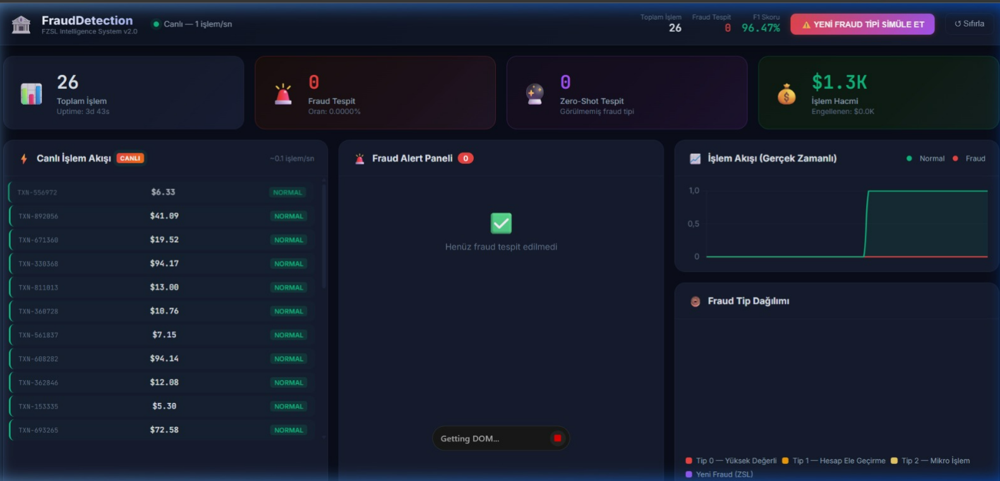 FraudDetection
FZSL Intelligence System v2.0
Canlı — 1 işlem/sn
Toplam İşlem
26
Fraud Tespit
0
F1 Skoru
96.47%
YENİ FRAUD TİPİ SİMÜLE ET
↺ Sıfırla
26
Toplam İşlem
Uptime: 3d 43s
0
Fraud Tespit
Oran: 0.0000%
0
Zero-Shot Tespit
Görülmemiş fraud tipi
$1.3K
İşlem Hacmi
Engellenen: $0.0K
Canlı İşlem Akışı CANLI ~0.1 işlem/sn
TXN-556972 $6.33 NORMAL
TXN-892056 $41.09 NORMAL
TXN-671360 $19.52 NORMAL
TXN-330368 $94.17 NORMAL
TXN-811013 $13.00 NORMAL
TXN-360728 $10.76 NORMAL
TXN-561837 $7.15 NORMAL
TXN-608282 $94.14 NORMAL
TXN-362846 $12.08 NORMAL
TXN-153335 $5.30 NORMAL
TXN-693265 $72.58 NORMAL
Fraud Alert Paneli 0
Henüz fraud tespit edilmedi
Getting DOM...
İşlem Akışı (Gerçek Zamanlı) Normal Fraud
1,0
0,5
0
Fraud Tip Dağılımı
Tip 0 — Yüksek Değerli Tip 1 — Hesap Ele Geçirme Tip 2 — Mikro İşlem
Yeni Fraud (ZSL)